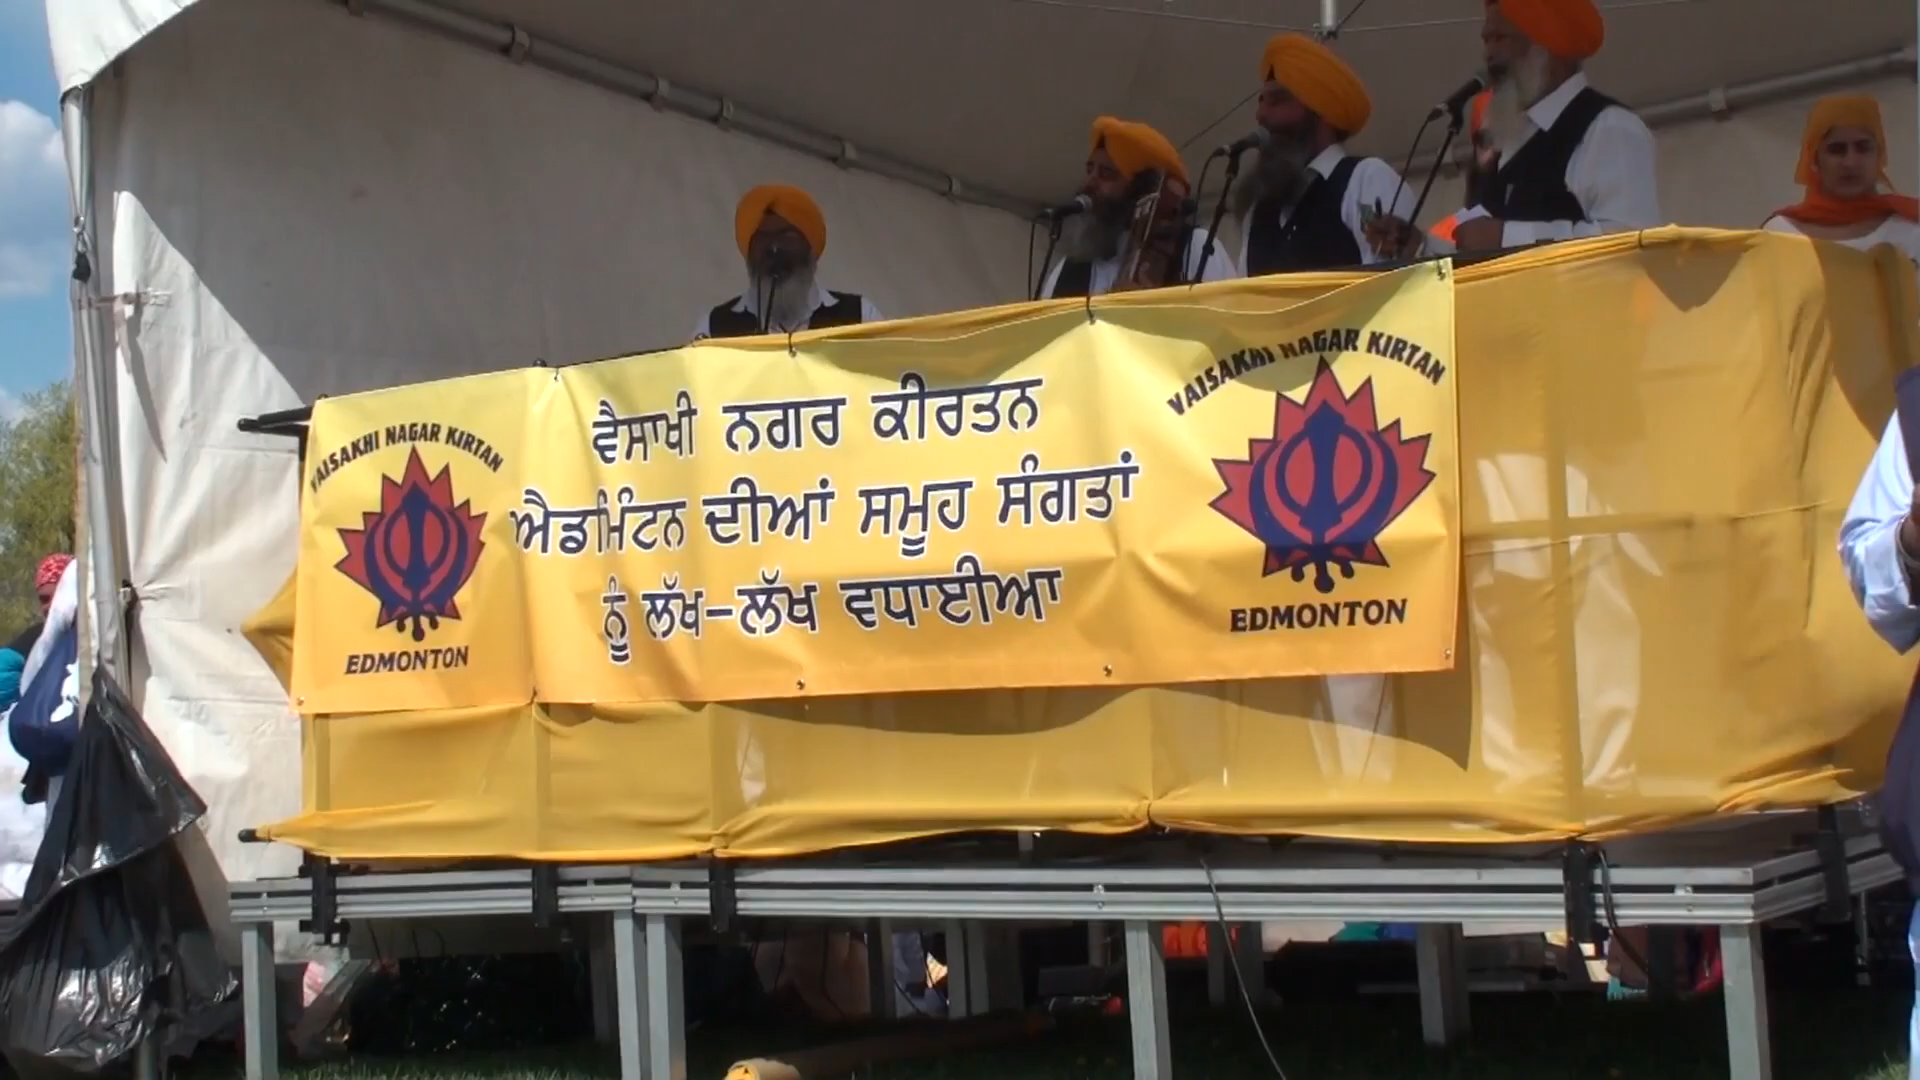 VAISAKHI NAGAR KIRTAN
EDMONTON
ਵੈਸਾਖੀ ਨਗਰ ਕੀਰਤਨ
ਐਡਮਿੰਟਨ ਦੀਆਂ ਸਮੂਹ ਸੰਗਤਾਂ
ਨੂੰ ਲੱਖ-ਲੱਖ ਵਧਾਈਆ
VAISAKHI NAGAR KIRTAN
EDMONTON